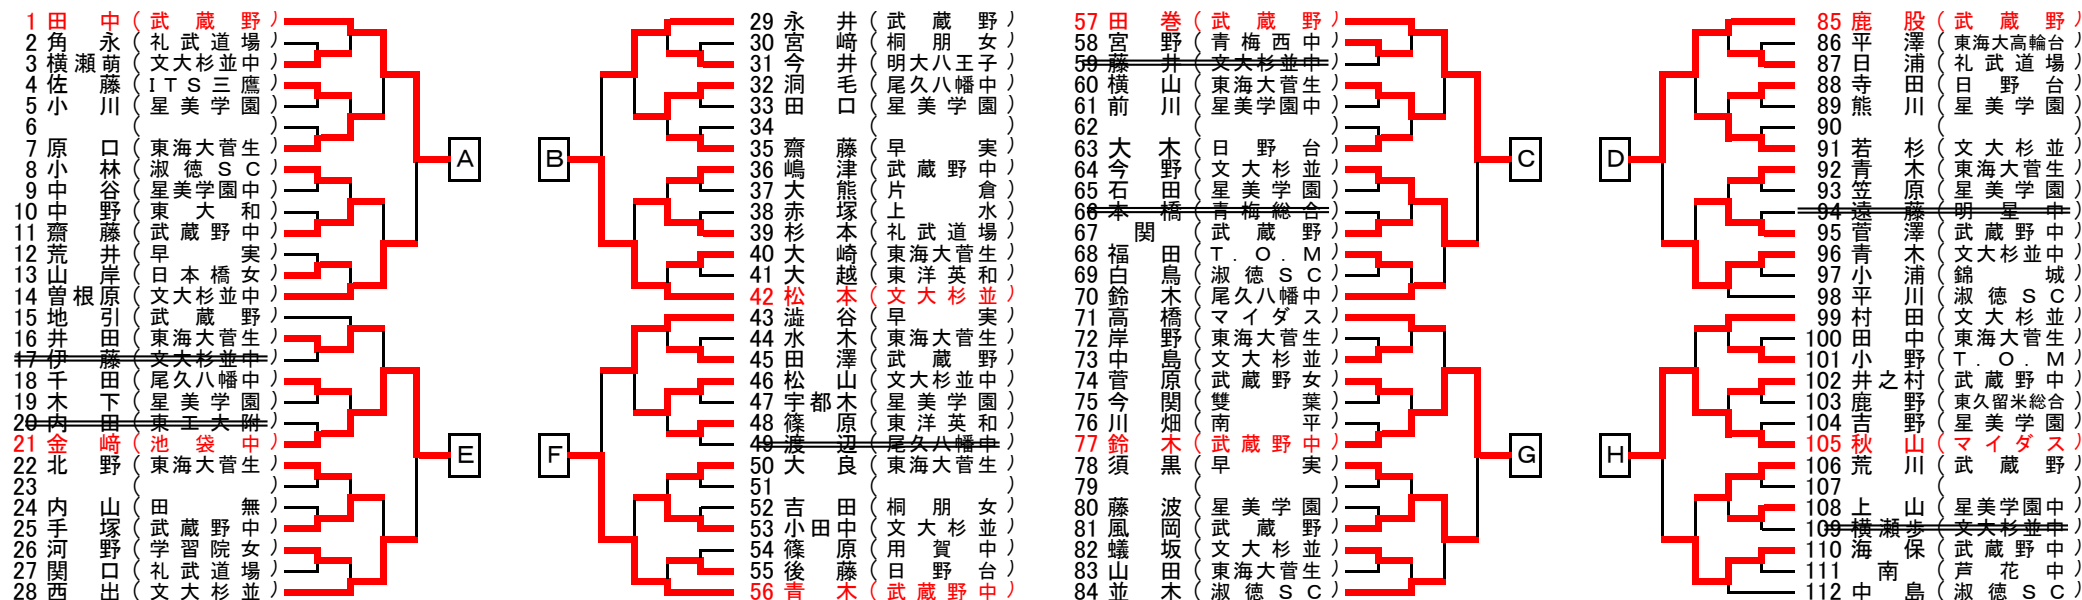 1 田中 (武蔵野)
2 角永 (礼武道場)
3 横瀬萌 (文大杉並中)
4 佐藤 (ITS三鷹)
5 小川 (星美学園)
6 ( )
7 原口 (東海大菅生)
8 小林 (淑徳SC)
9 中谷 (星美学園中)
10 中野 (東大和)
11 齋藤 (武蔵野中)
12 荒井 (早実)
13 山岸 (日本橋女)
14 曽根原 (文大杉並中)
15 地引 (武蔵野)
16 井田 (東海大菅生)
17 伊藤 (文大杉並中)
18 千田 (尾久八幡中)
19 木下 (星美学園)
20 内田 (東工大附)
21 金﨑 (池袋中)
22 北野 (東海大菅生)
23 ( )
24 内山 (田無)
25 手塚 (武蔵野中)
26 河野 (学習院女)
27 関口 (礼武道場)
28 西出 (文大杉並)
A
E
29 永井 (武蔵野)
30 宮﨑 (桐朋女)
31 今井 (明大八王子)
32 洞毛 (尾久八幡中)
33 田口 (星美学園)
34 ( )
35 齋藤 (早実)
36 嶋津 (武蔵野中)
37 大熊 (片倉)
38 赤塚 (上水)
39 杉本 (礼武道場)
40 大崎 (東海大菅生)
41 大越 (東洋英和)
42 松本 (文大杉並)
43 澁谷 (早実)
44 水木 (東海大菅生)
45 田澤 (武蔵野)
46 松山 (文大杉並中)
47 宇都木 (星美学園)
48 篠原 (東洋英和)
49 渡辺 (尾久八幡中)
50 大良 (東海大菅生)
51 ( )
52 吉田 (桐朋女)
53 小田中 (文大杉並)
54 篠原 (用賀中)
55 後藤 (日野台)
56 青木 (武蔵野中)
B
F
57 田巻 (武蔵野)
58 宮野 (青梅西中)
59 藤井 (文大杉並中)
60 横山 (東海大菅生)
61 前川 (星美学園中)
62 ( )
63 大木 (日野台)
64 今野 (文大杉並)
65 石田 (星美学園)
66 本橋 (青梅総合)
67 関 (武蔵野)
68 福田 (T.O.M)
69 白鳥 (淑徳SC)
70 鈴木 (尾久八幡中)
71 高橋 (マイダス)
72 岸野 (東海大菅生)
73 中島 (文大杉並)
74 菅原 (武蔵野女)
75 今関 (雙葉)
76 川畑 (南平)
77 鈴木 (武蔵野中)
78 須黒 (早実)
79 ( )
80 藤波 (星美学園)
81 風岡 (武蔵野)
82 蟻坂 (文大杉並)
83 山田 (東海大菅生)
84 並木 (淑徳SC)
C
G
85 鹿股 (武蔵野)
86 平澤 (東海大高輪台)
87 日浦 (礼武道場)
88 寺田 (日野台)
89 熊川 (星美学園)
90 ( )
91 若杉 (文大杉並)
92 青木 (東海大菅生)
93 笠原 (星美学園)
94 遠藤 (明星中)
95 菅澤 (武蔵野中)
96 青木 (文大杉並中)
97 小浦 (錦城)
98 平川 (淑徳SC)
99 村田 (文大杉並)
100 田中 (東海大菅生)
101 小野 (T.O.M)
102 井之村 (武蔵野中)
103 鹿野 (東久留米総合)
104 吉野 (星美学園)
105 秋山 (マイダス)
106 荒川 (武蔵野)
107 ( )
108 上山 (星美学園中)
109 横瀬歩 (文大杉並中)
110 海保 (武蔵野中)
111 南 (芦花中)
112 中島 (淑徳SC)
D
H